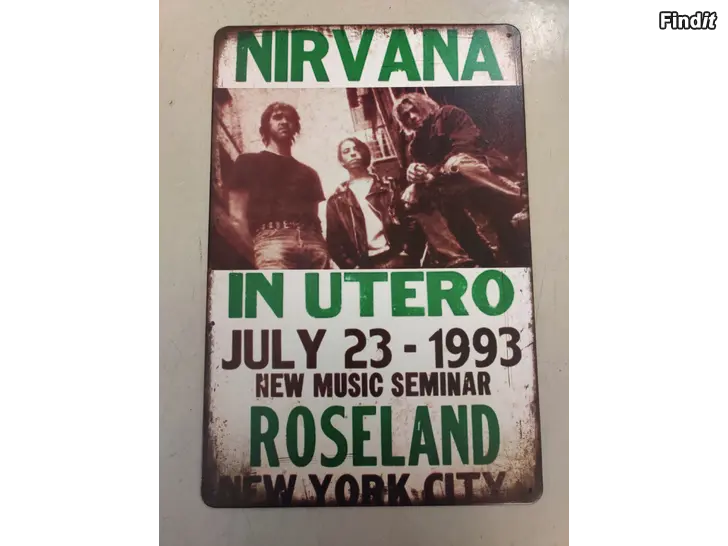 Findit
NIRVANA
IN UTERO
JULY 23 - 1993
NEW MUSIC SEMINAR
ROSELAND
NEW YORK CITY